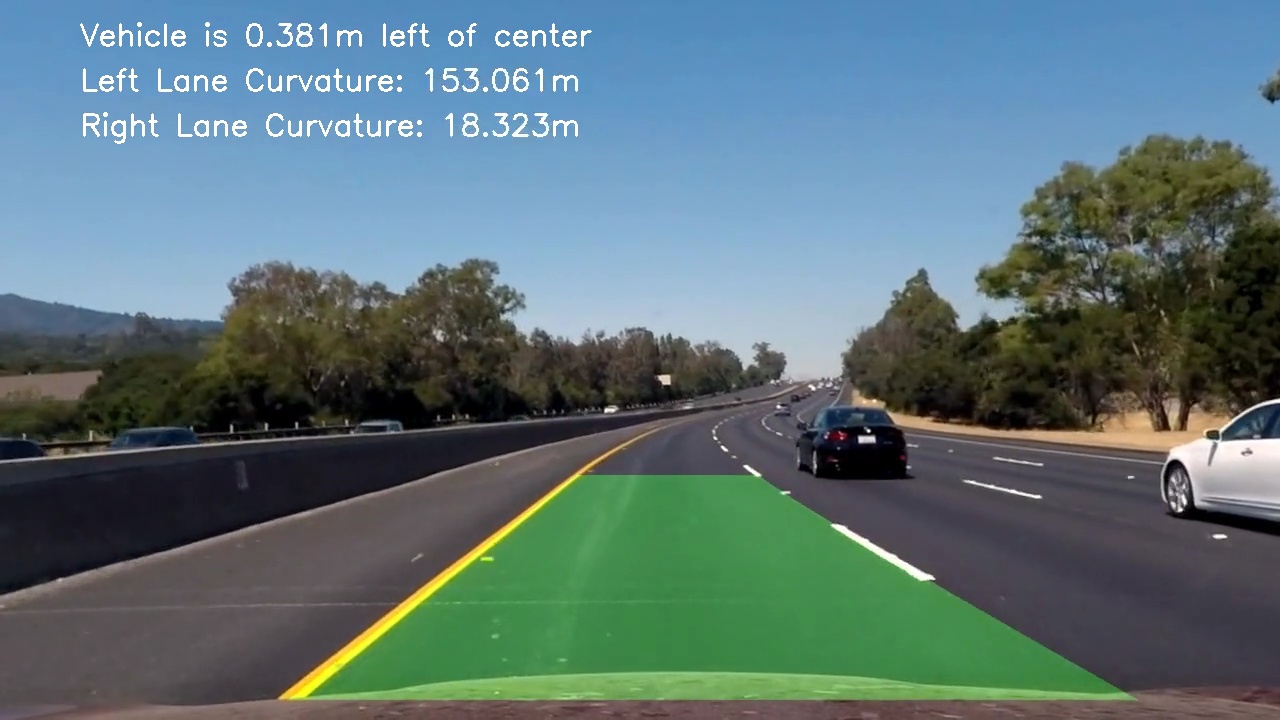 Vehicle is 0.381m left of center
Left Lane Curvature: 153.061m
Right Lane Curvature: 18.323m